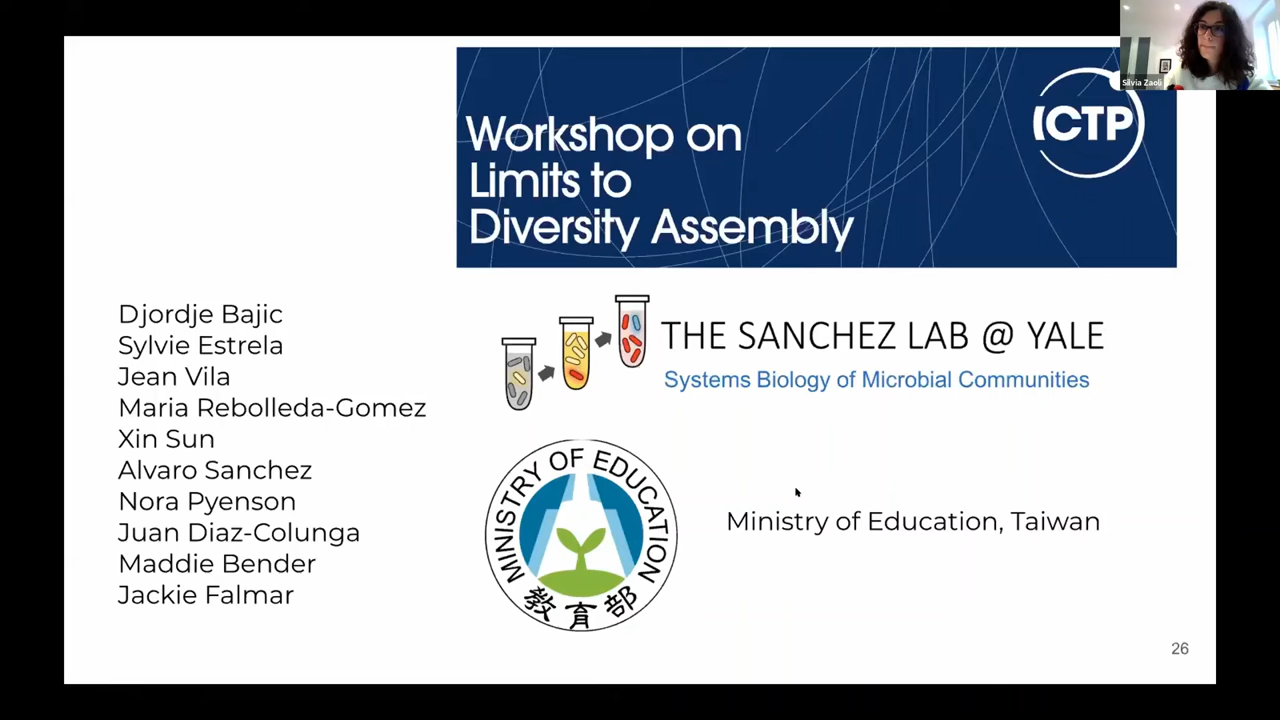 Silvia Zaoli
ICTP
Workshop on
Limits to
Diversity Assembly
THE SANCHEZ LAB @ YALE
Systems Biology of Microbial Communities
Djordje Bajic
Sylvie Estrela
Jean Vila
Maria Rebolleda-Gomez
Xin Sun
Alvaro Sanchez
Nora Pyenson
Juan Diaz-Colunga
Maddie Bender
Jackie Falmar
MINISTRY OF EDUCATION
教育部
Ministry of Education, Taiwan
26